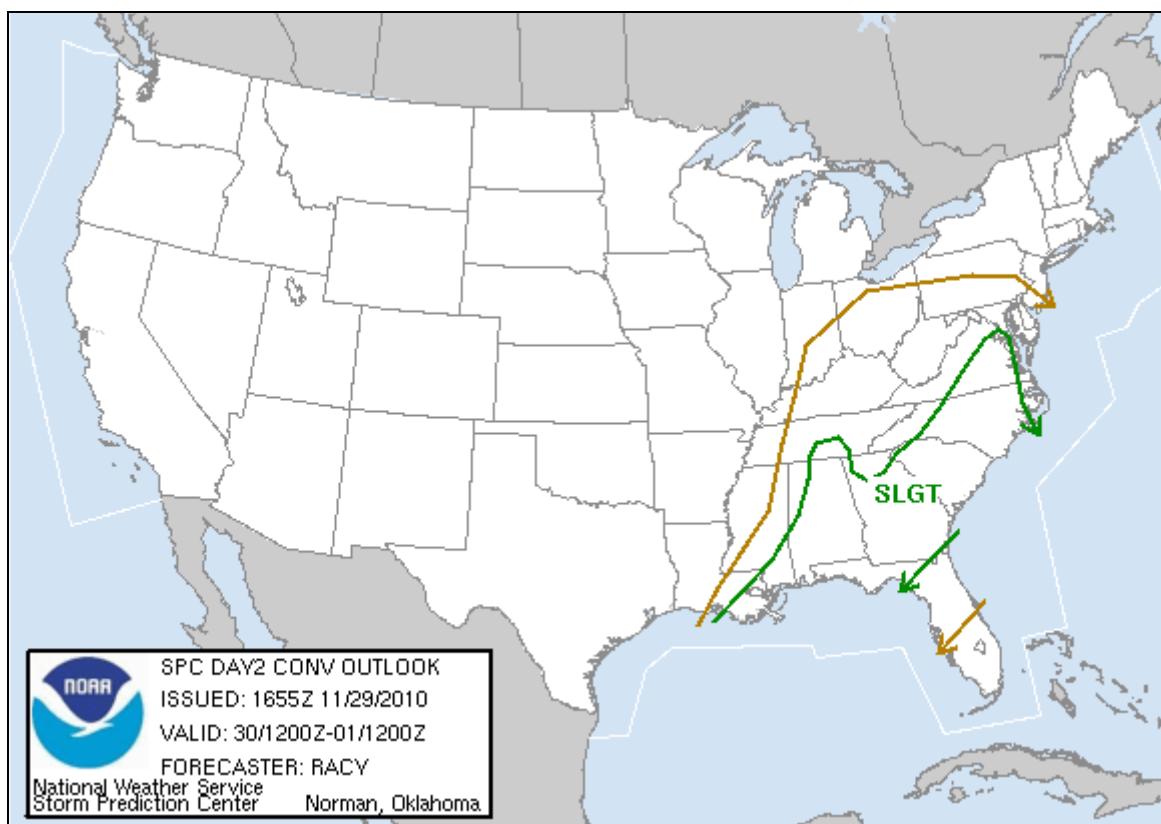 SLGT
SPC DAY2 CONV OUTLOOK
ISSUED: 1655Z 11/29/2010
VALID: 30/1200Z-01/1200Z
FORECASTER: RACY
NOAA
National Weather Service
Storm Prediction Center Norman, Oklahoma